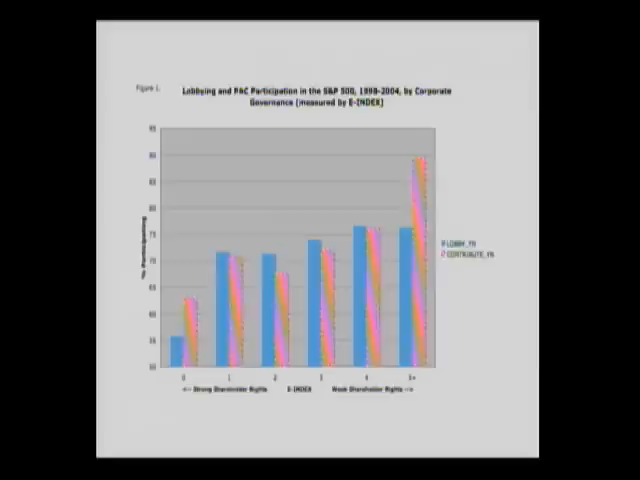 Figure 1.
Lobbying and PAC Participation in the S&P 500, 1998-2004, by Corporate
Governance (measured by E-INDEX)
95
90
85
80
75
70
65
60
55
50
% Participating
LOBBY_YN
CONTRIBUTE_YN
0 1 2 3 4 5+
<-- Strong Shareholder Rights E-INDEX Weak Shareholder Rights -->